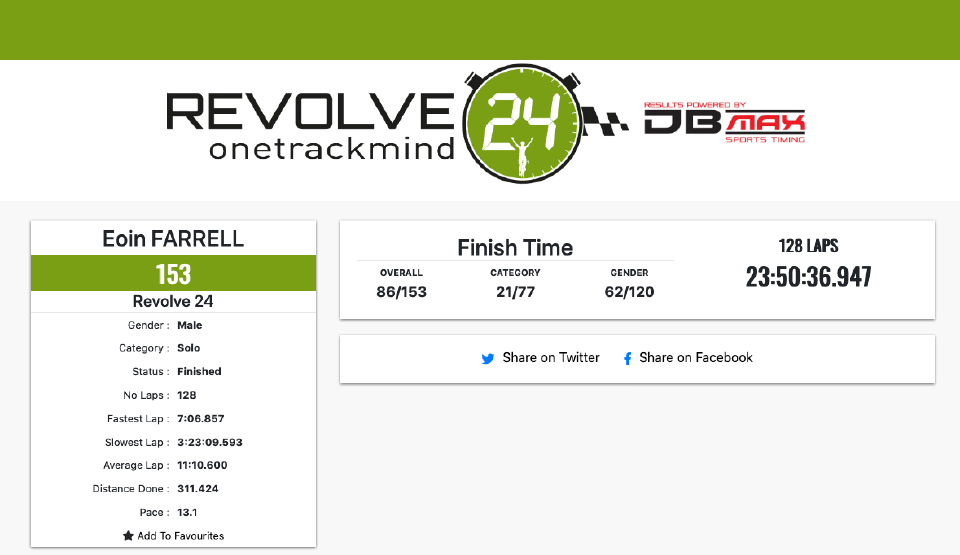 REVOLVE
onetrackmind
24
RESULTS POWERED BY
DB MAX
SPORTS TIMING
Eoin FARRELL
153
Revolve 24
Gender : Male
Category : Solo
Status : Finished
No Laps : 128
Fastest Lap : 7:06.857
Slowest Lap : 3:23:09.593
Average Lap : 11:10.600
Distance Done : 311.424
Pace : 13.1
Add To Favourites
Finish Time
OVERALL CATEGORY GENDER
86/153 21/77 62/120
128 LAPS
23:50:36.947
Share on Twitter Share on Facebook